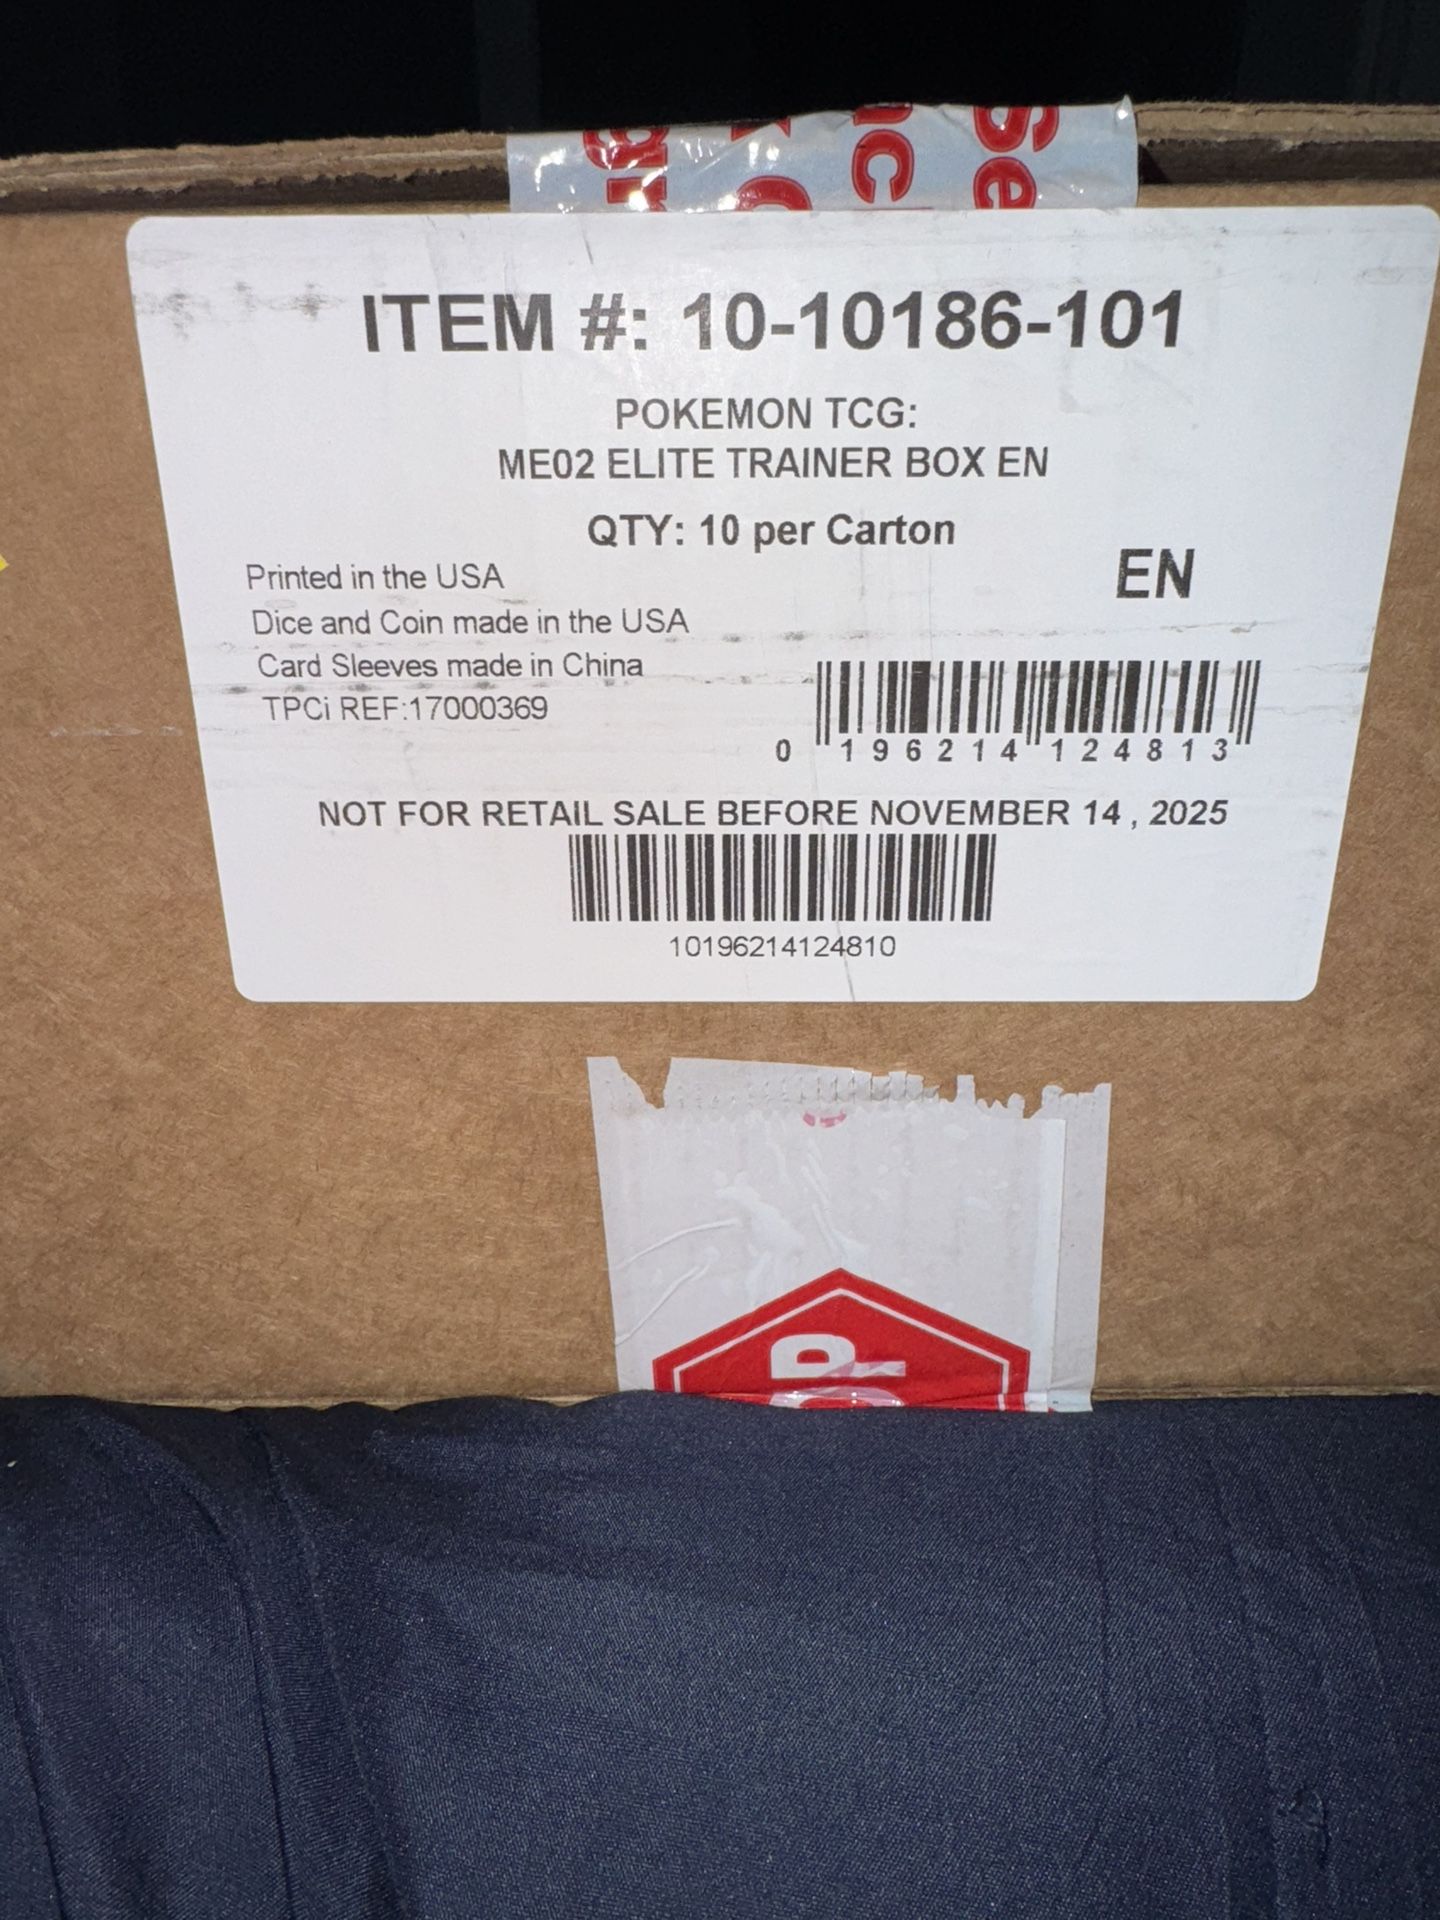 ITEM #: 10-10186-101
POKEMON TCG:
ME02 ELITE TRAINER BOX EN
QTY: 10 per Carton
EN
Printed in the USA
Dice and Coin made in the USA
Card Sleeves made in China
TPCi REF:17000369
0 196214 124813
NOT FOR RETAIL SALE BEFORE NOVEMBER 14 , 2025
10196214124810